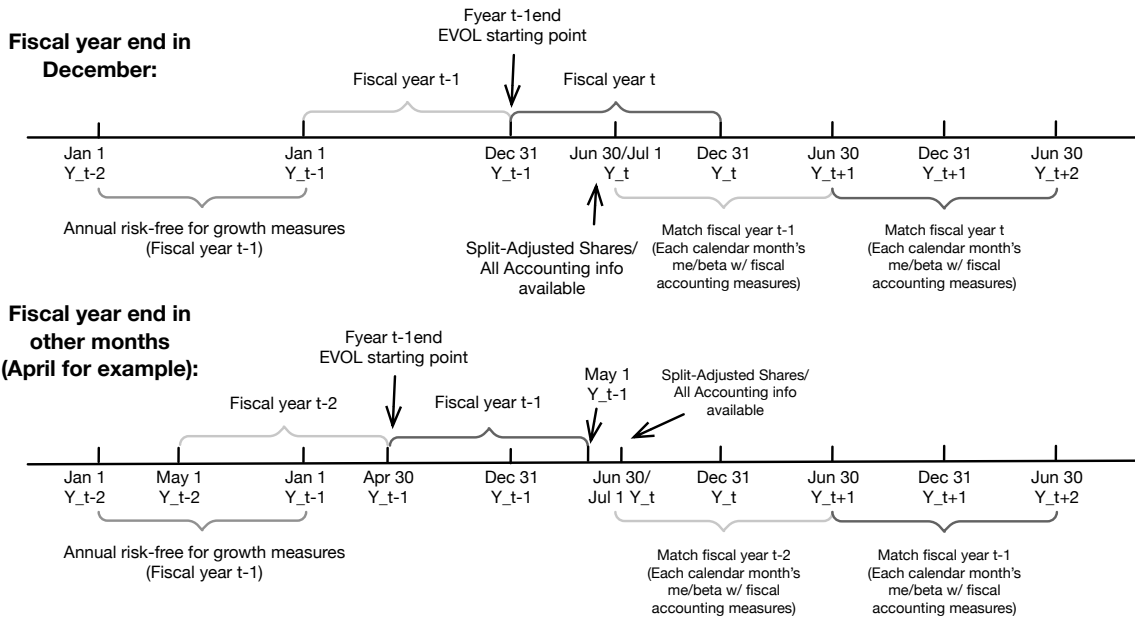 Fiscal year end in
December:
Fyear t-1end
EVOL starting point
Fiscal year t-1
Fiscal year t
Jan 1
Y_t-2
Jan 1
Y_t-1
Dec 31
Y_t-1
Jun 30/Jul 1
Y_t
Dec 31
Y_t
Jun 30
Y_t+1
Dec 31
Y_t+1
Jun 30
Y_t+2
Annual risk-free for growth measures
(Fiscal year t-1)
Split-Adjusted Shares/
All Accounting info
available
Match fiscal year t-1
(Each calendar month's
me/beta w/ fiscal
accounting measures)
Match fiscal year t
(Each calendar month's
me/beta w/ fiscal
accounting measures)
Fiscal year end in
other months
(April for example):
Fyear t-1end
EVOL starting point
Fiscal year t-2
Fiscal year t-1
May 1
Y_t-1
Split-Adjusted Shares/
All Accounting info
available
Jan 1
Y_t-2
May 1
Y_t-2
Jan 1
Y_t-1
Apr 30
Y_t-1
Dec 31
Y_t-1
Jun 30/
Jul 1 Y_t
Dec 31
Y_t
Jun 30
Y_t+1
Dec 31
Y_t+1
Jun 30
Y_t+2
Annual risk-free for growth measures
(Fiscal year t-1)
Match fiscal year t-2
(Each calendar month's
me/beta w/ fiscal
accounting measures)
Match fiscal year t-1
(Each calendar month's
me/beta w/ fiscal
accounting measures)